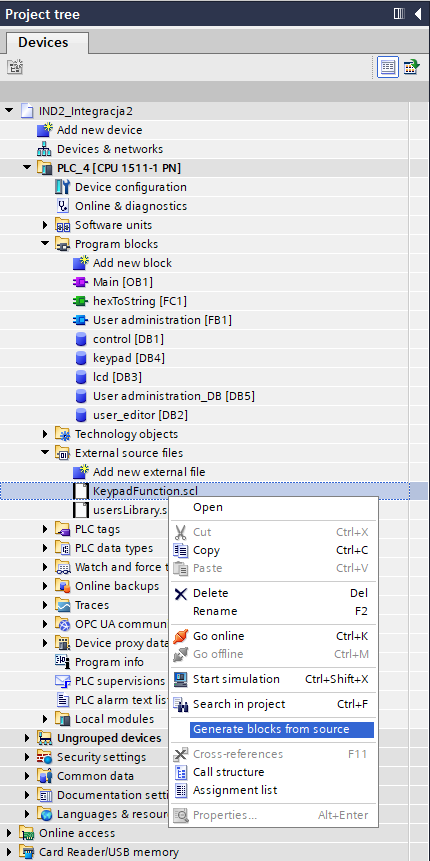 Project tree
Devices
IND2_Integracja2
Add new device
Devices & networks
PLC_4 [CPU 1511-1 PN]
Device configuration
Online & diagnostics
Software units
Program blocks
Add new block
Main [OB1]
hexToString [FC1]
User administration [FB1]
control [DB1]
keypad [DB4]
lcd [DB3]
User administration_DB [DB5]
user_editor [DB2]
Technology objects
External source files
Add new external file
KeypadFunction.scl
usersLibrary.s
PLC tags
PLC data types
Watch and force t
Online backups
Traces
OPC UA commun
Device proxy data
Program info
PLC supervisions
PLC alarm text list
Local modules
Ungrouped devices
Security settings
Common data
Documentation setti
Languages & resour
Online access
Card Reader/USB memory
Open
Cut Ctrl+X
Copy Ctrl+C
Paste Ctrl+V
Delete Del
Rename F2
Go online Ctrl+K
Go offline Ctrl+M
Start simulation Ctrl+Shift+X
Search in project Ctrl+F
Generate blocks from source
Cross-references F11
Call structure
Assignment list
Properties... Alt+Enter